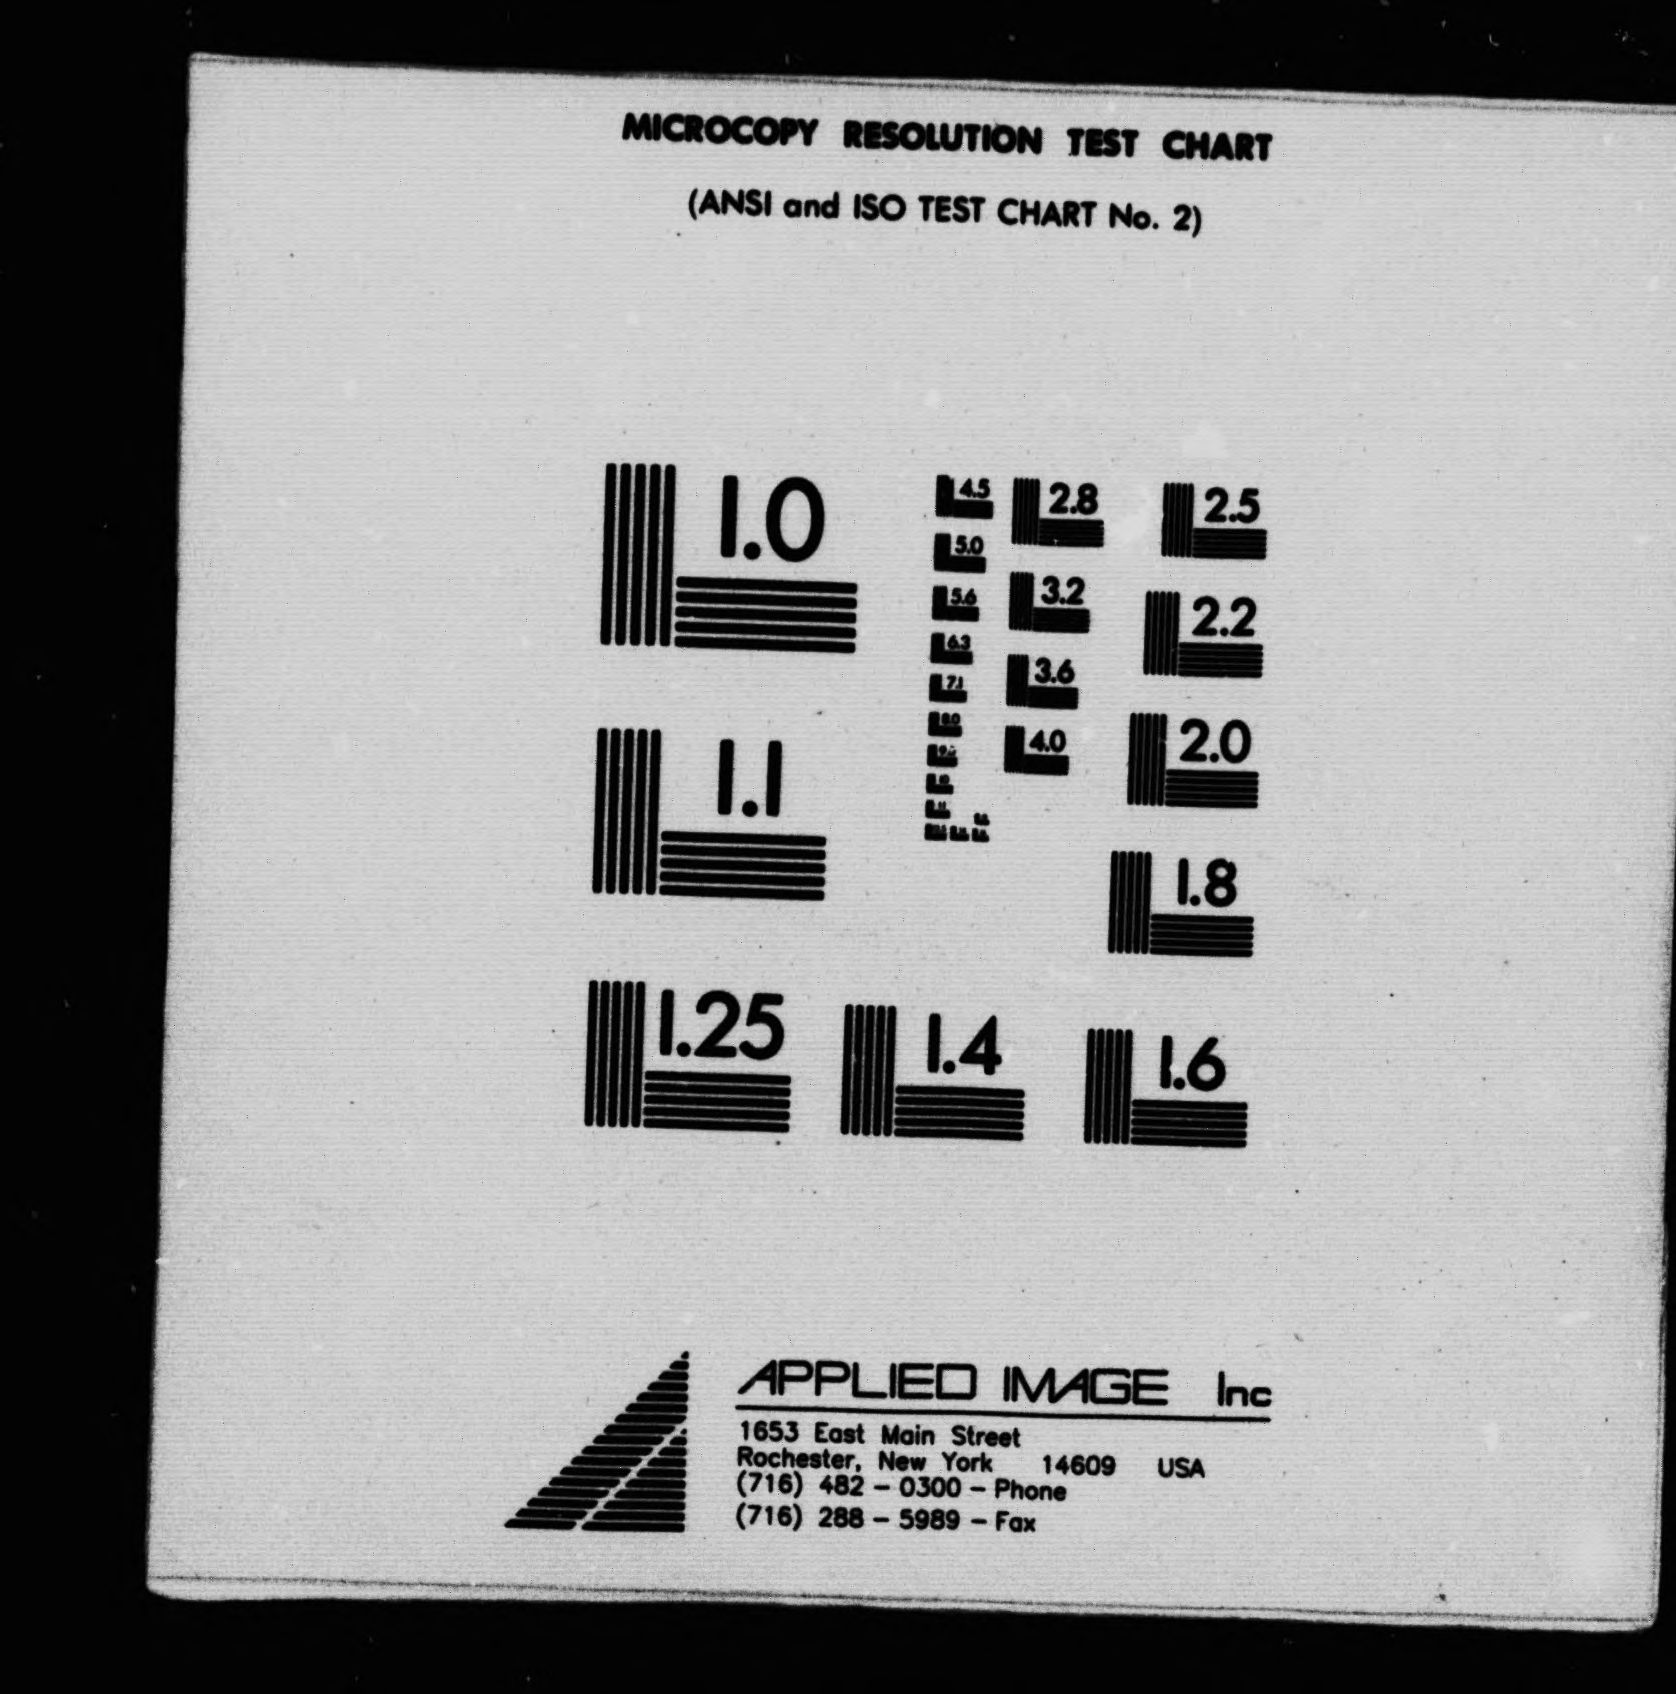 MICROCOPY RESOLUTION TEST CHART
(ANSI and ISO TEST CHART No. 2)
1.0
1.1
1.25
1.4
1.6
1.8
2.0
2.2
2.5
2.8
3.2
3.6
4.0
4.5
5.0
5.6
6.3
7.1
8.0
APPLIED IMAGE Inc
1653 East Main Street
Rochester, New York 14609 USA
(716) 482 - 0300 - Phone
(716) 288 - 5989 - Fax